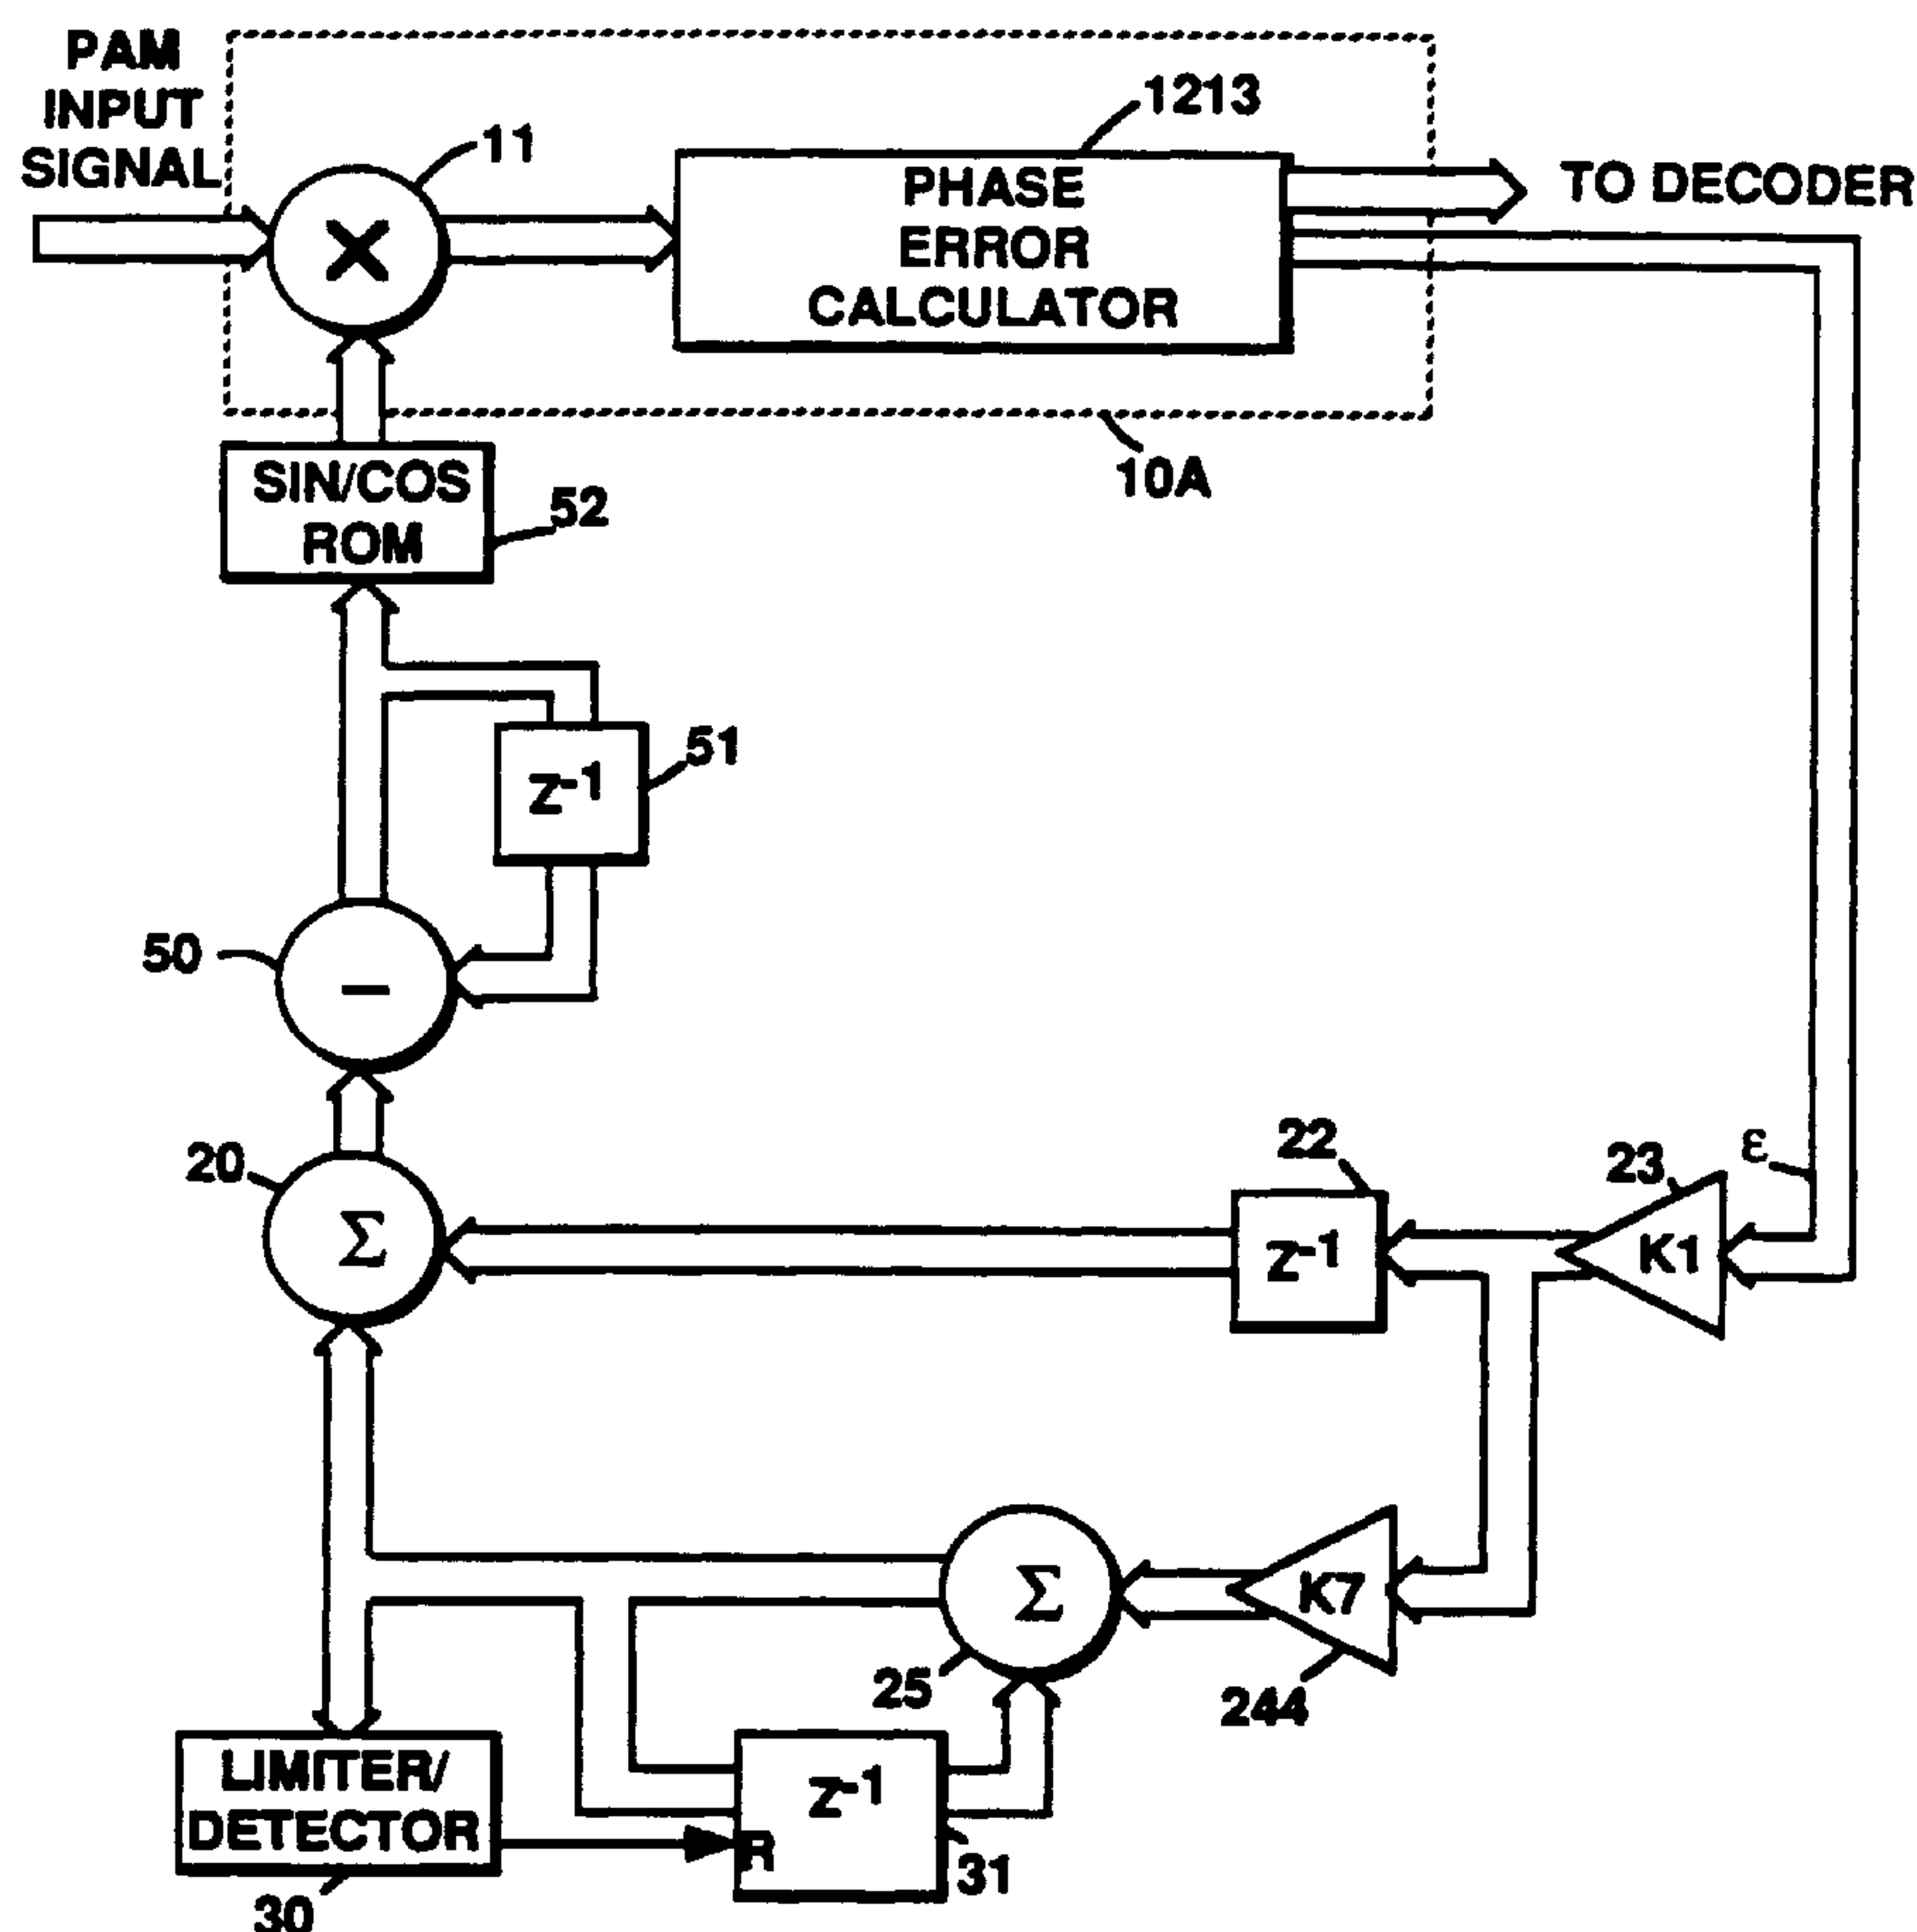 PAM
INPUT
SIGNAL
11
×
1213
PHASE
ERROR
CALCULATOR
TO DECODER
10A
SIN/COS
ROM
52
z-1
51
50
−
20
Σ
22
z-1
23
K1
ε
Σ
25
K7
244
LIMITER/
DETECTOR
30
z-1
R
31